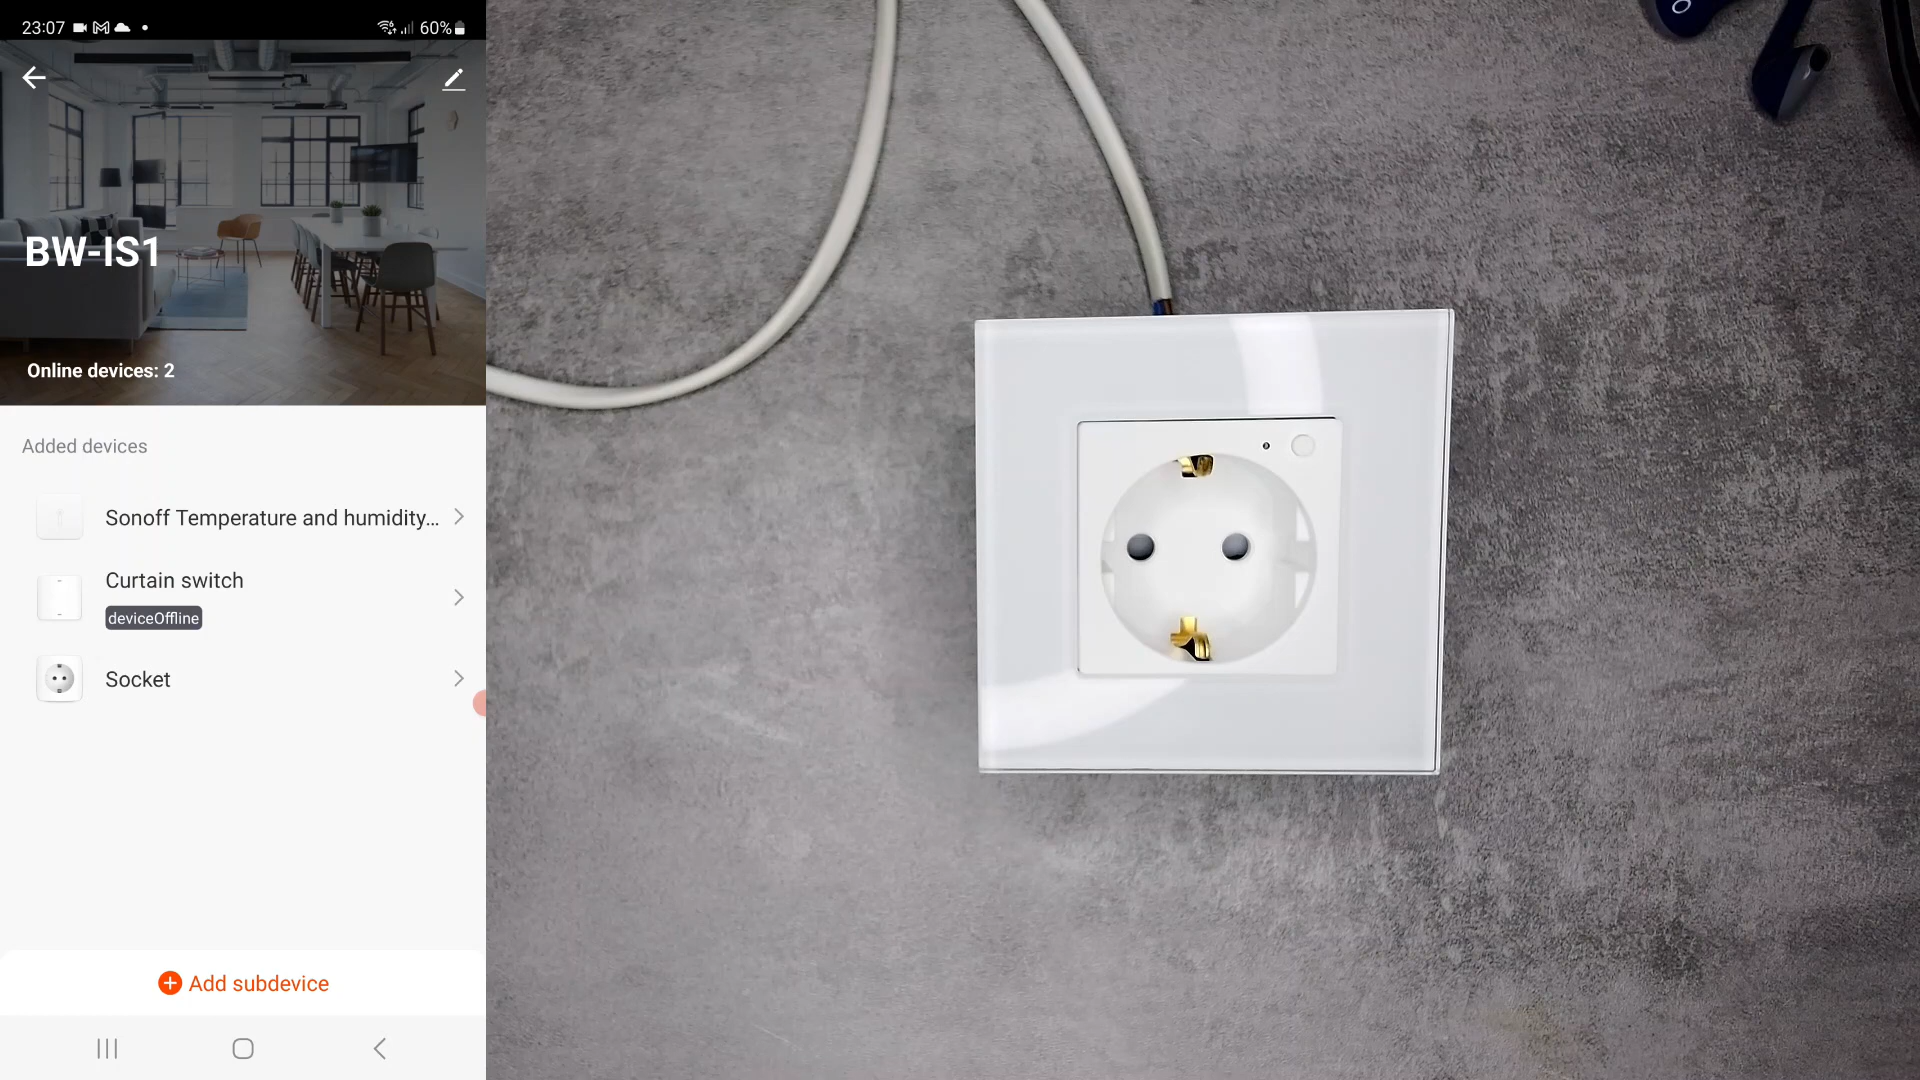 23:07
60%
BW-IS1
Online devices: 2
Added devices
Sonoff Temperature and humidity...
Curtain switch
deviceOffline
Socket
Add subdevice